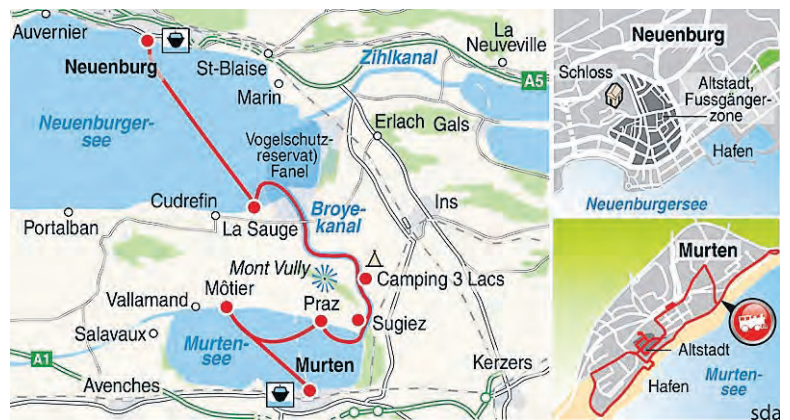 Auvernier
Neuenburg
St-Blaise
Marin
La
Neuveville
Zihlkanal
A5
Neuenburger-
see
Erlach
Gals
Vogelschutz-
reservat)
Fanel
Cudrefin
Portalban
La Sauge
Broye-
kanal
Ins
Mont Vully
Camping 3 Lacs
Vallamand
Môtier
Praz
Sugiez
Salavaux
Murten-
see
Murten
A1
Avenches
Kerzers
Neuenburg
Schloss
Altstadt,
Fussgänger-
zone
Hafen
Neuenburgersee
Murten
Altstadt
Hafen
Murten-
see
sda